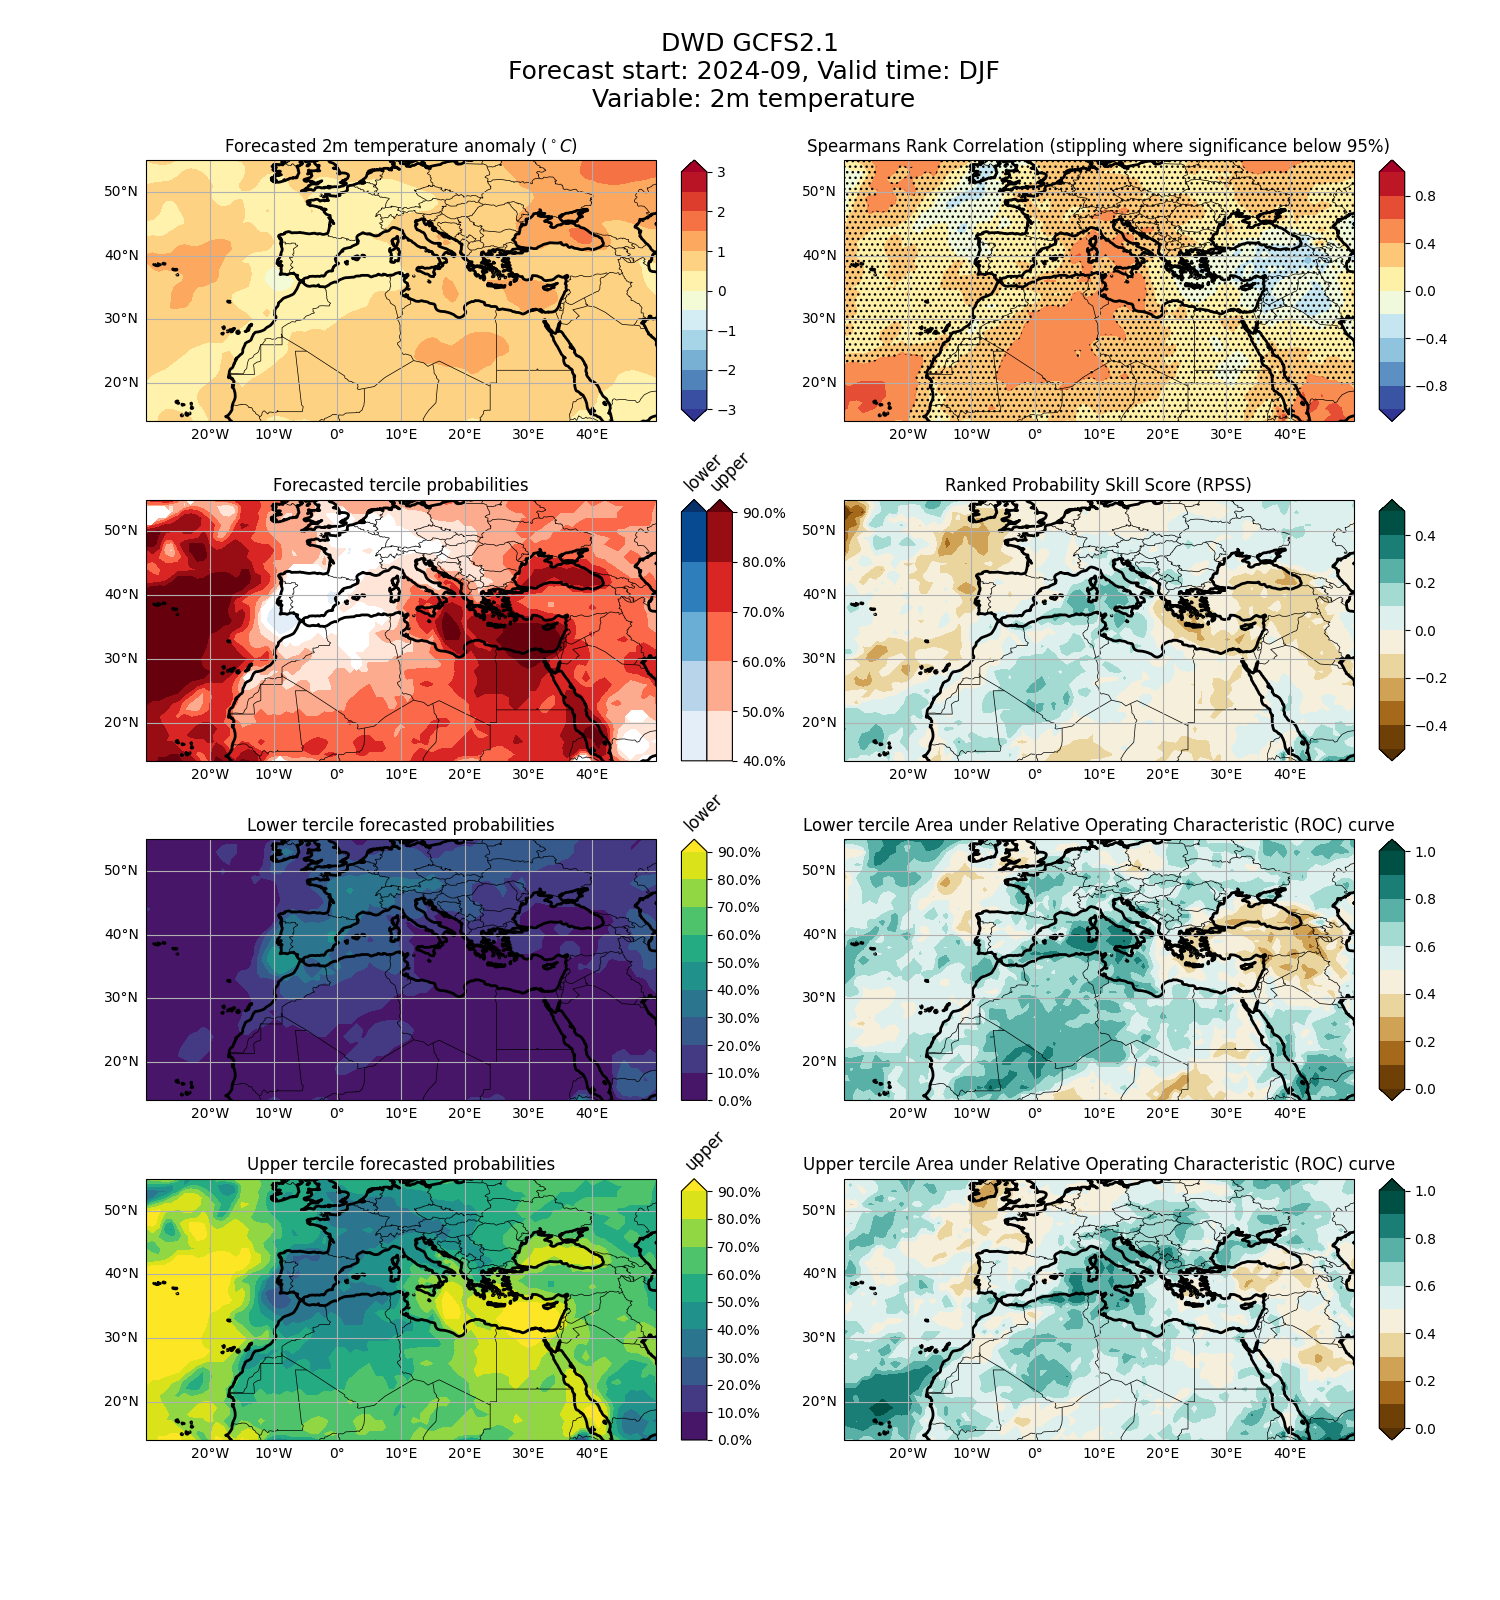 DWD GCFS2.1
Forecast start: 2024-09, Valid time: DJF
Variable: 2m temperature
Forecasted 2m temperature anomaly (°C)
50°N
40°N
30°N
20°N
20°W 10°W 0° 10°E 20°E 30°E 40°E
3
2
1
0
−1
−2
−3
Spearmans Rank Correlation (stippling where significance below 95%)
50°N
40°N
30°N
20°N
20°W 10°W 0° 10°E 20°E 30°E 40°E
0.8
0.4
0.0
−0.4
−0.8
Forecasted tercile probabilities
50°N
40°N
30°N
20°N
20°W 10°W 0° 10°E 20°E 30°E 40°E
lower
upper
90.0%
80.0%
70.0%
60.0%
50.0%
40.0%
Ranked Probability Skill Score (RPSS)
50°N
40°N
30°N
20°N
20°W 10°W 0° 10°E 20°E 30°E 40°E
0.4
0.2
0.0
−0.2
−0.4
Lower tercile forecasted probabilities
50°N
40°N
30°N
20°N
20°W 10°W 0° 10°E 20°E 30°E 40°E
lower
90.0%
80.0%
70.0%
60.0%
50.0%
40.0%
30.0%
20.0%
10.0%
0.0%
Lower tercile Area under Relative Operating Characteristic (ROC) curve
50°N
40°N
30°N
20°N
20°W 10°W 0° 10°E 20°E 30°E 40°E
1.0
0.8
0.6
0.4
0.2
0.0
Upper tercile forecasted probabilities
50°N
40°N
30°N
20°N
20°W 10°W 0° 10°E 20°E 30°E 40°E
upper
90.0%
80.0%
70.0%
60.0%
50.0%
40.0%
30.0%
20.0%
10.0%
0.0%
Upper tercile Area under Relative Operating Characteristic (ROC) curve
50°N
40°N
30°N
20°N
20°W 10°W 0° 10°E 20°E 30°E 40°E
1.0
0.8
0.6
0.4
0.2
0.0